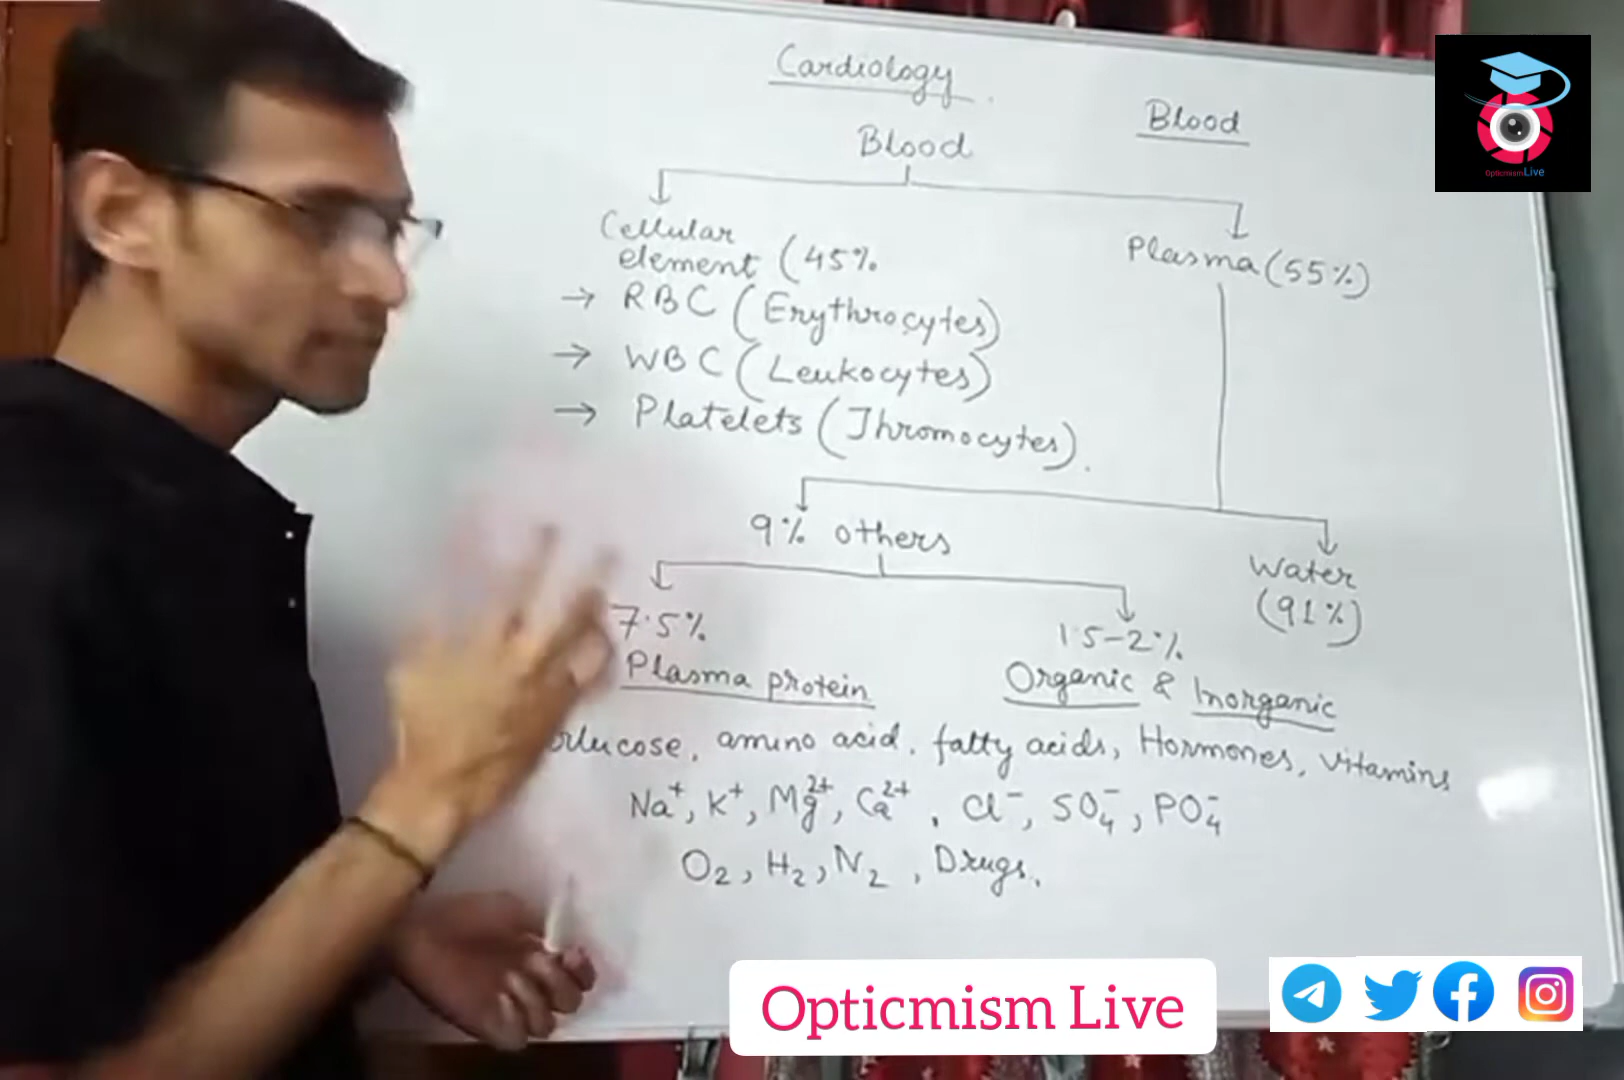 Cardiology
Blood
Blood
Cellular
element (45%
Plasma (55%)
→ RBC (Erythrocytes)
→ WBC (Leukocytes)
→ Platelets (Thromocytes).
9% others
Water
(91%)
7.5%
Plasma protein
1.5-2%
Organic & Inorganic
Glucose, amino acid, fatty acids, Hormones, vitamins
Na⁺, K⁺, Mg²⁺, Ca²⁺, Cl⁻, SO₄⁻, PO₄⁻
O₂, H₂, N₂, Drugs.
OpticmismLive
Opticmism Live